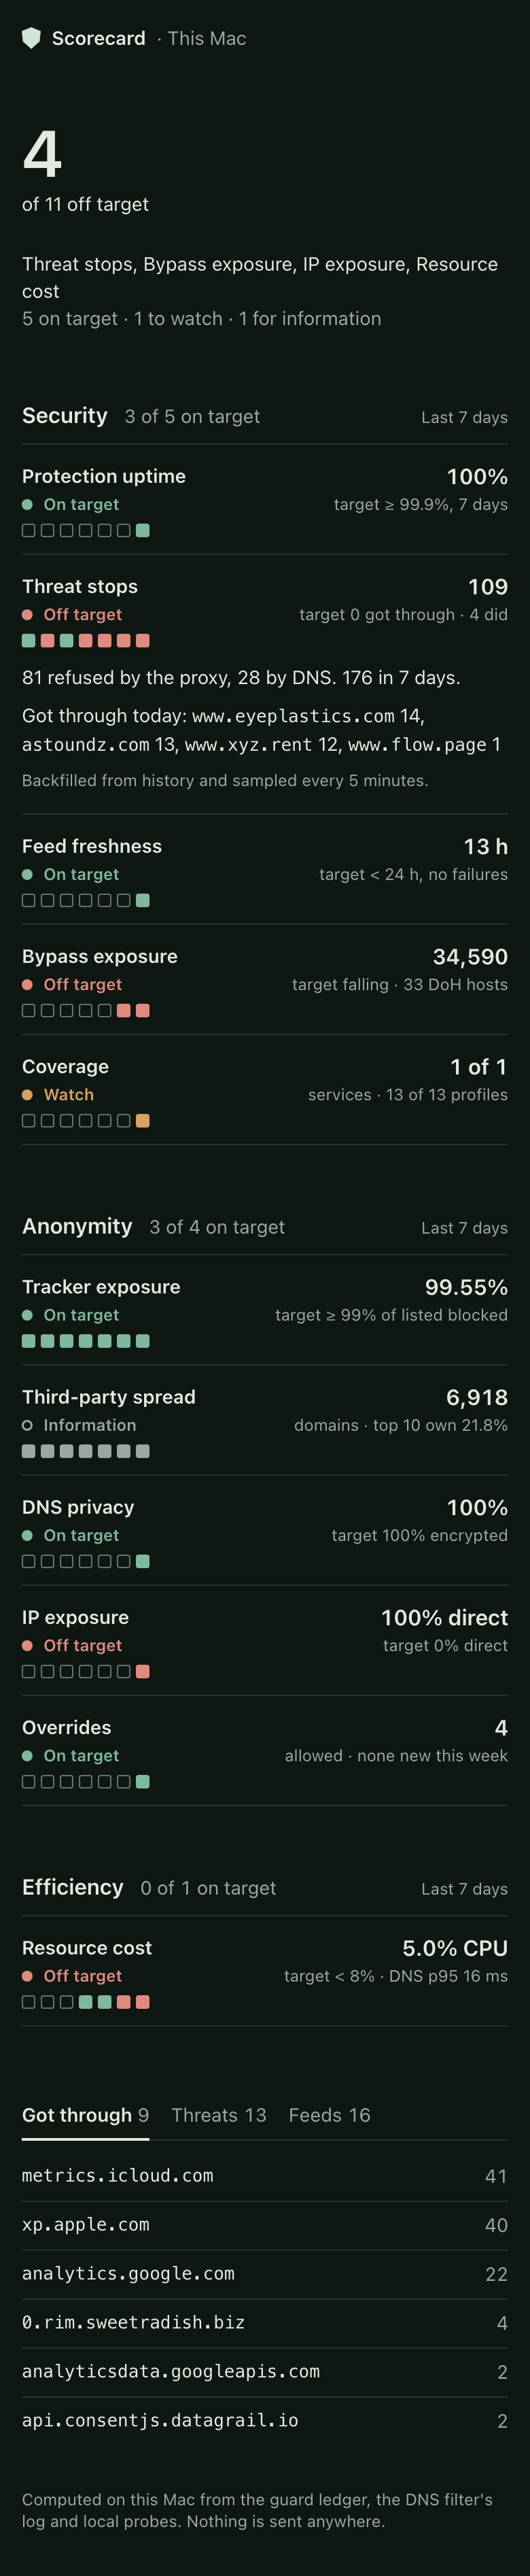 Scorecard · This Mac
4
of 11 off target
Threat stops, Bypass exposure, IP exposure, Resource
cost
5 on target · 1 to watch · 1 for information
Security 3 of 5 on target Last 7 days
Protection uptime 100%
On target target ≥ 99.9%, 7 days
Threat stops 109
Off target target 0 got through · 4 did
81 refused by the proxy, 28 by DNS. 176 in 7 days.
Got through today: www.eyeplastics.com 14,
astoundz.com 13, www.xyz.rent 12, www.flow.page 1
Backfilled from history and sampled every 5 minutes.
Feed freshness 13 h
On target target < 24 h, no failures
Bypass exposure 34,590
Off target target falling · 33 DoH hosts
Coverage 1 of 1
Watch services · 13 of 13 profiles
Anonymity 3 of 4 on target Last 7 days
Tracker exposure 99.55%
On target target ≥ 99% of listed blocked
Third-party spread 6,918
Information domains · top 10 own 21.8%
DNS privacy 100%
On target target 100% encrypted
IP exposure 100% direct
Off target target 0% direct
Overrides 4
On target allowed · none new this week
Efficiency 0 of 1 on target Last 7 days
Resource cost 5.0% CPU
Off target target < 8% · DNS p95 16 ms
Got through 9 Threats 13 Feeds 16
metrics.icloud.com 41
xp.apple.com 40
analytics.google.com 22
0.rim.sweetradish.biz 4
analyticsdata.googleapis.com 2
api.consentjs.datagrail.io 2
Computed on this Mac from the guard ledger, the DNS filter's
log and local probes. Nothing is sent anywhere.